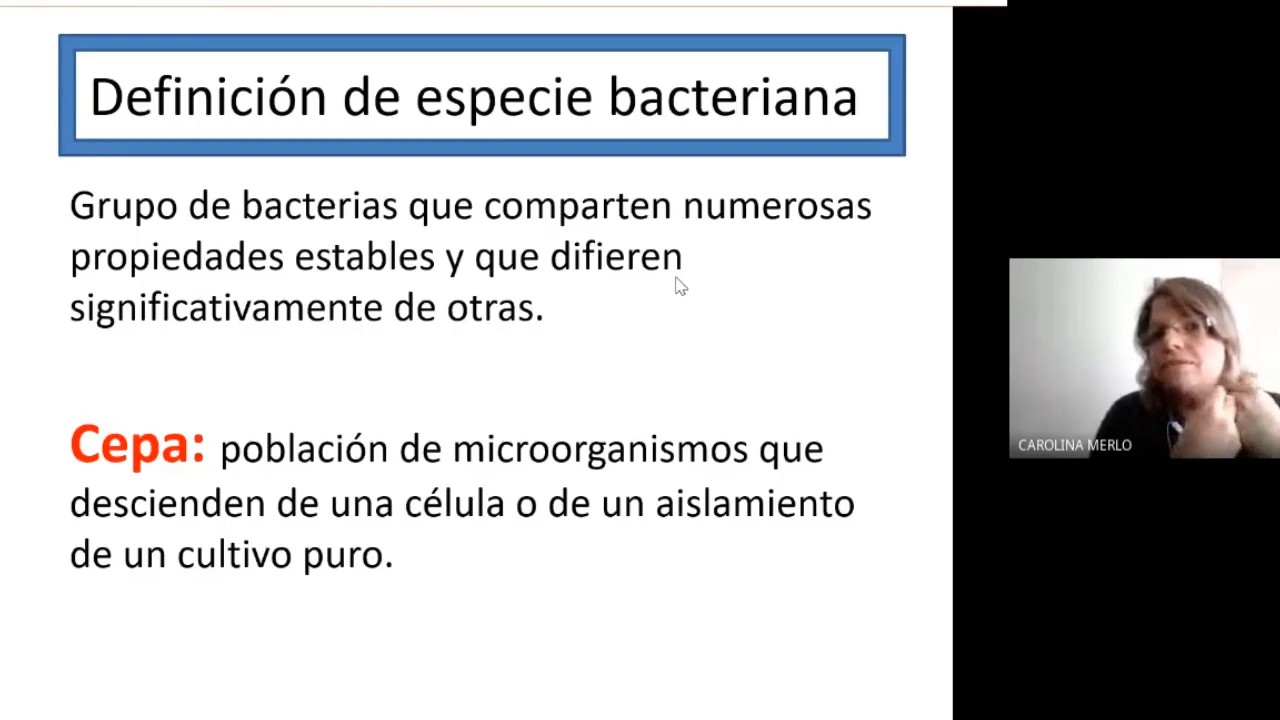 Definición de especie bacteriana
Grupo de bacterias que comparten numerosas
propiedades estables y que difieren
significativamente de otras.
Cepa: población de microorganismos que
descienden de una célula o de un aislamiento
de un cultivo puro.
CAROLINA MERLO